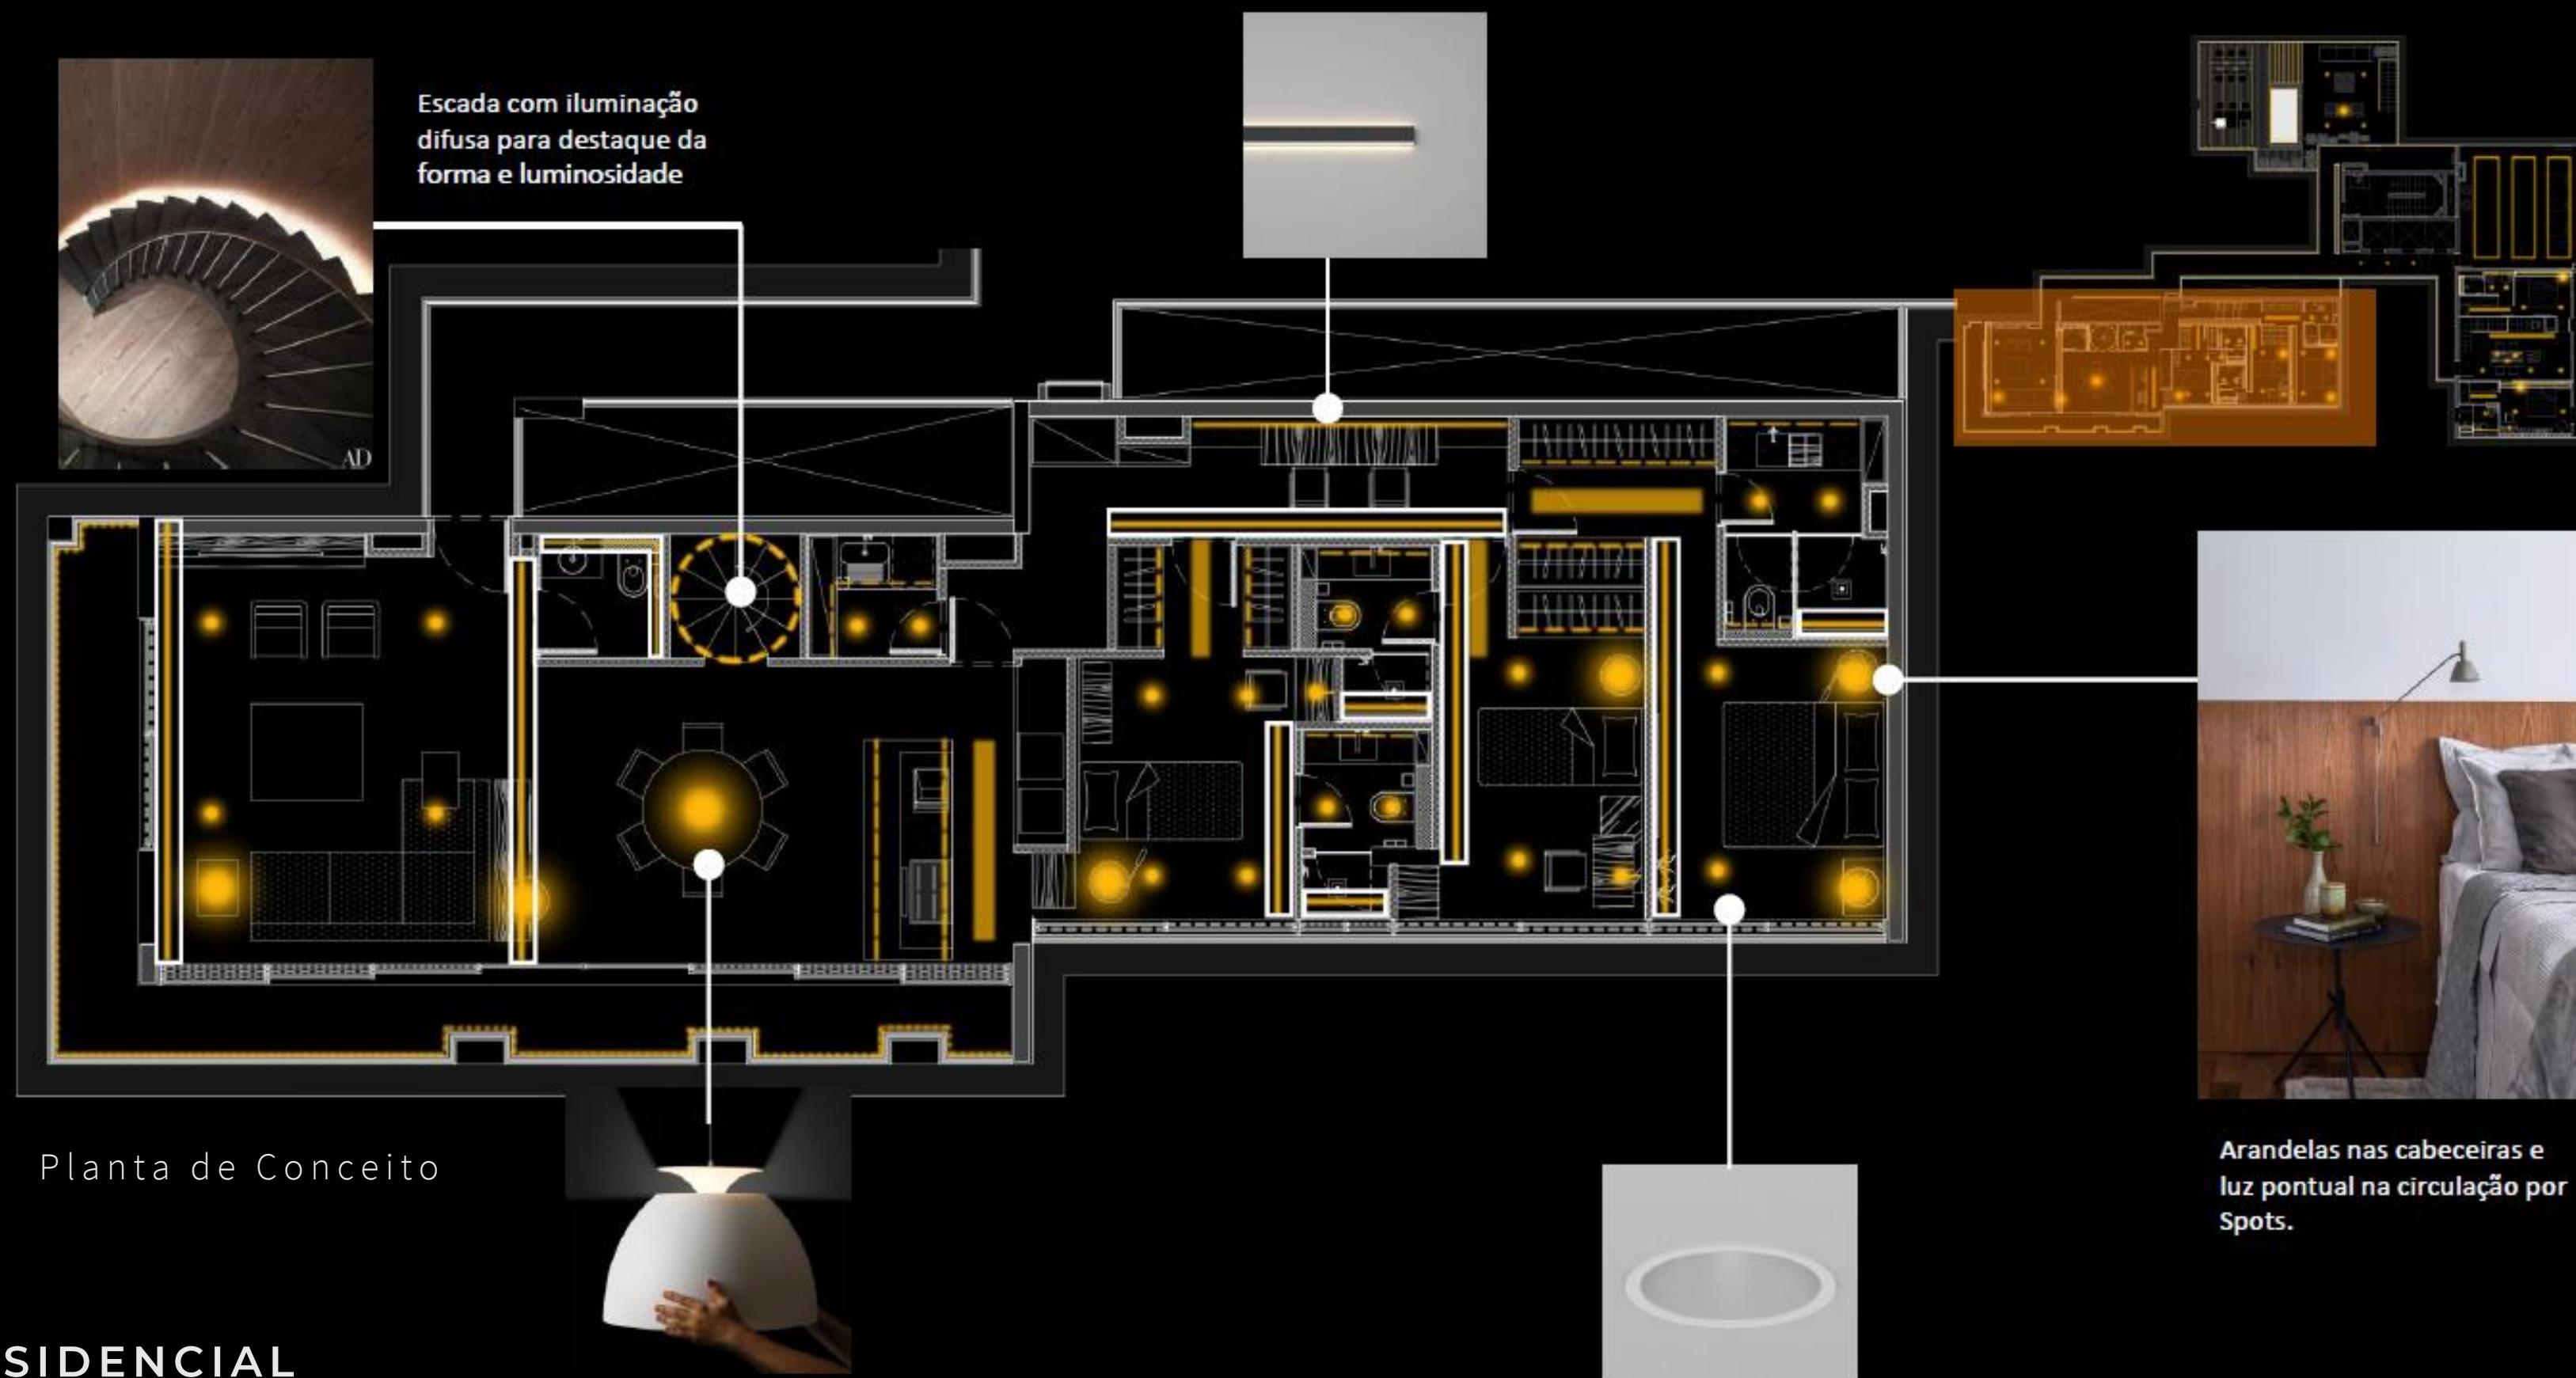 Escada com iluminação
difusa para destaque da
forma e luminosidade
AD
Planta de Conceito
Arandelas nas cabeceiras e
luz pontual na circulação por
Spots.
SIDENCIAL